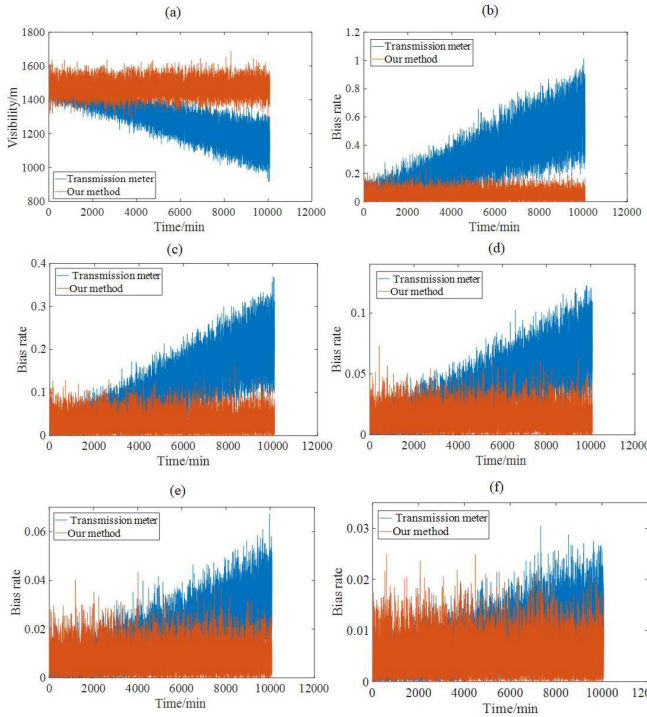 (a)
1800
1600
1400
1200
1000
800
Visibility/m
Transmission meter
Our method
0 2000 4000 6000 8000 10000 12000
Time/min
(b)
1.2
1
0.8
0.6
0.4
0.2
0
Bias rate
Transmission meter
Our method
0 2000 4000 6000 8000 10000 12000
Time/min
(c)
0.4
0.3
0.2
0.1
0
Bias rate
Transmission meter
Our method
0 2000 4000 6000 8000 10000 12000
Time/min
(d)
0.1
0.05
0
Bias rate
Transmission meter
Our method
0 2000 4000 6000 8000 10000 12000
Time/min
(e)
0.06
0.04
0.02
0
Bias rate
Transmission meter
Our method
0 2000 4000 6000 8000 10000 12000
Time/min
(f)
0.03
0.02
0.01
0
Bias rate
Transmission meter
Our method
0 2000 4000 6000 8000 10000 12000
Time/min